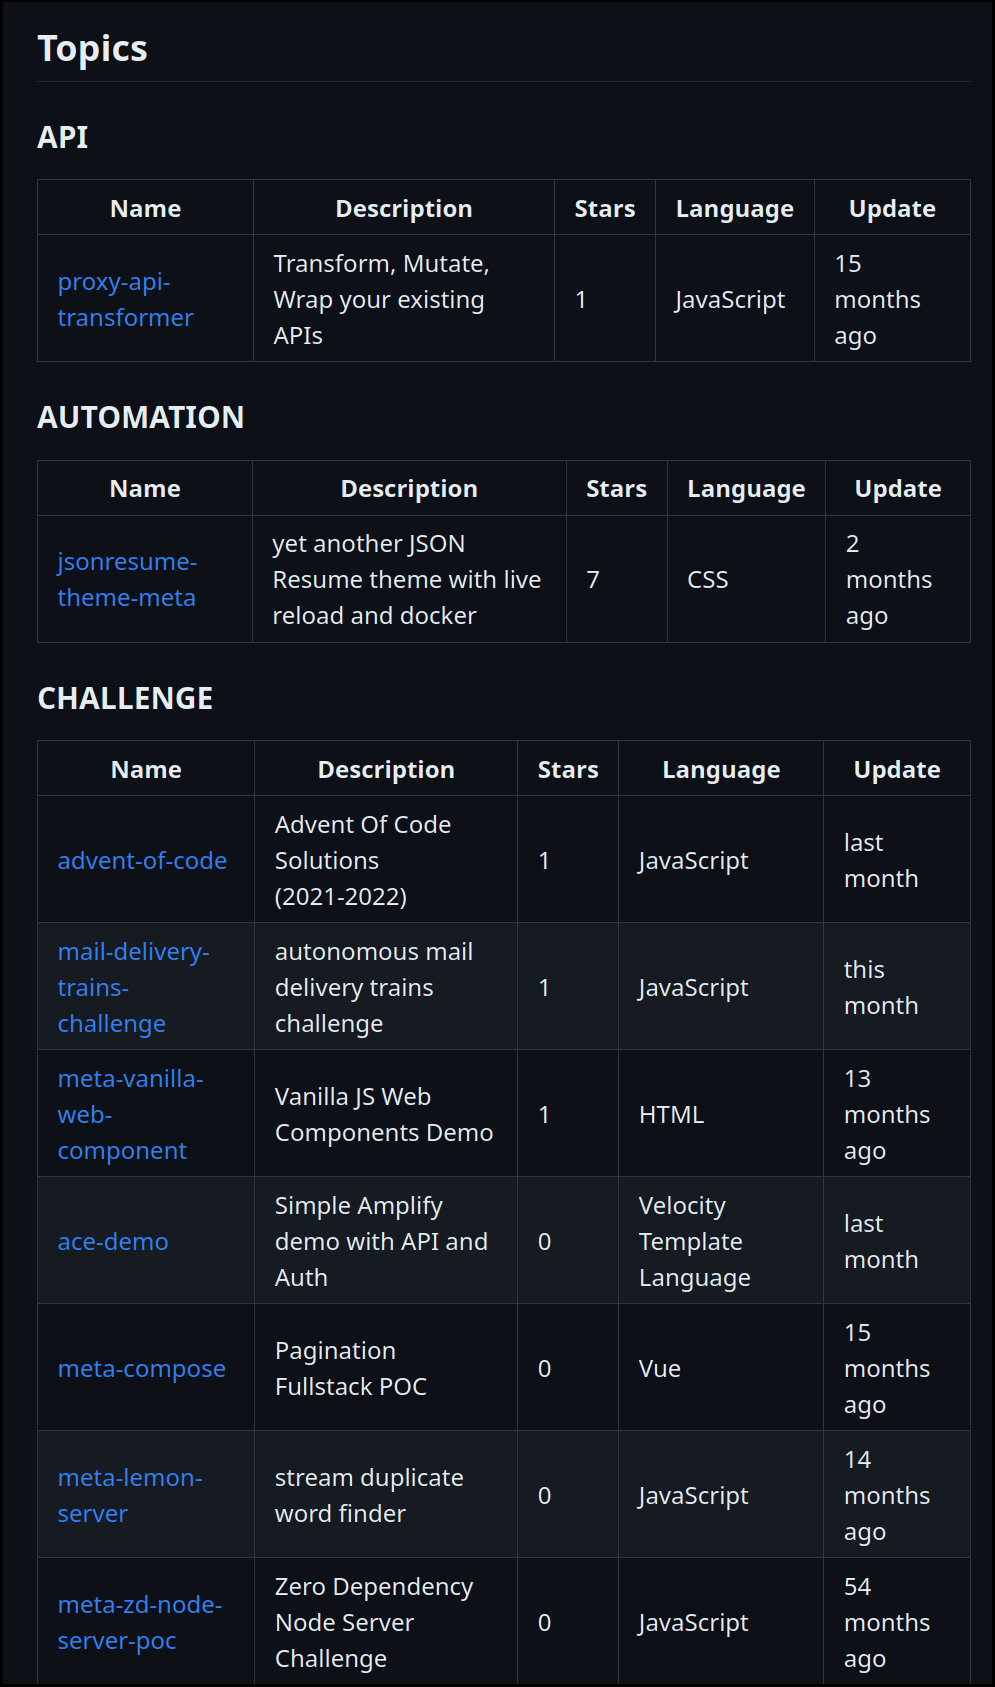 Topics
API
Name Description Stars Language Update
proxy-api-
transformer
Transform, Mutate,
Wrap your existing
APIs
1
JavaScript
15
months
ago
AUTOMATION
Name Description Stars Language Update
jsonresume-
theme-meta
yet another JSON
Resume theme with live
reload and docker
7
CSS
2
months
ago
CHALLENGE
Name Description Stars Language Update
advent-of-code
Advent Of Code
Solutions
(2021-2022)
1
JavaScript
last
month
mail-delivery-
trains-
challenge
autonomous mail
delivery trains
challenge
1
JavaScript
this
month
meta-vanilla-
web-
component
Vanilla JS Web
Components Demo
1
HTML
13
months
ago
ace-demo
Simple Amplify
demo with API and
Auth
0
Velocity
Template
Language
last
month
meta-compose
Pagination
Fullstack POC
0
Vue
15
months
ago
meta-lemon-
server
stream duplicate
word finder
0
JavaScript
14
months
ago
meta-zd-node-
server-poc
Zero Dependency
Node Server
Challenge
0
JavaScript
54
months
ago